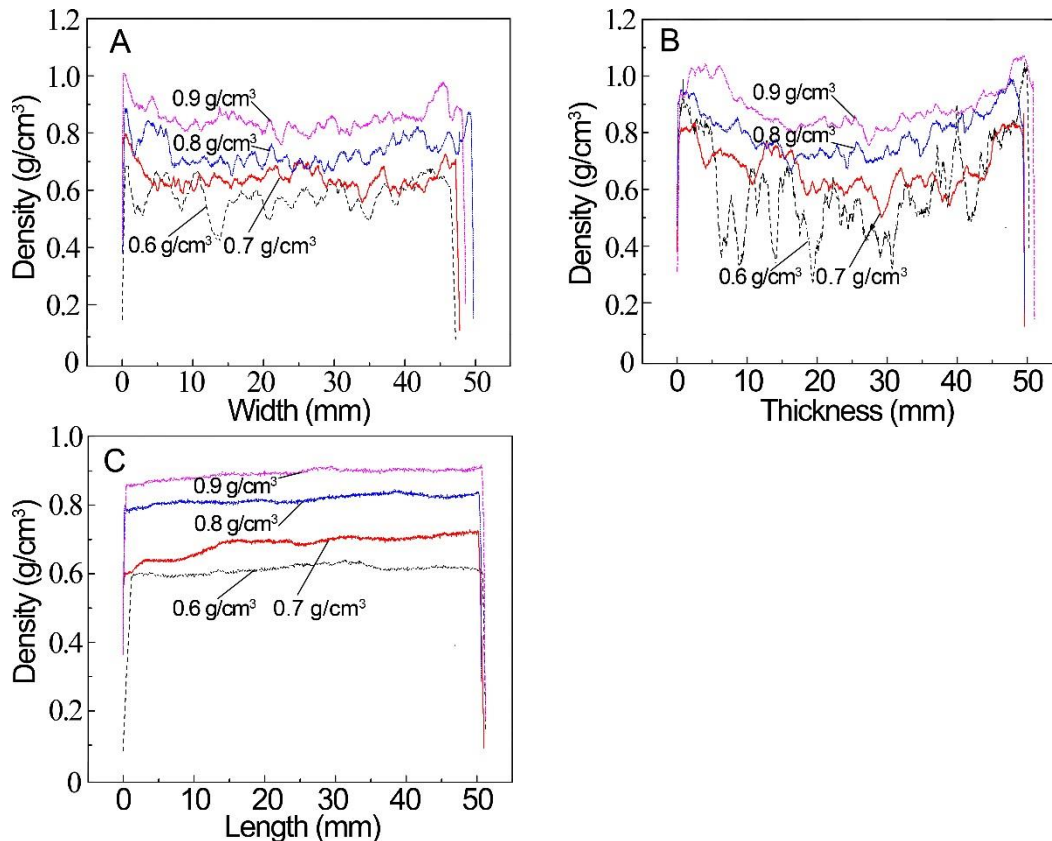 A
1.2
1.0
0.8
0.6
0.4
0.2
0
Density (g/cm³)
0.9 g/cm³
0.8 g/cm³
0.6 g/cm³
0.7 g/cm³
0 10 20 30 40 50
Width (mm)
B
1.2
1.0
0.8
0.6
0.4
0.2
0
Density (g/cm³)
0.9 g/cm³
0.8 g/cm³
0.6 g/cm³
0.7 g/cm³
0 10 20 30 40 50
Thickness (mm)
C
1.0
0.8
0.6
0.4
0.2
0
Density (g/cm³)
0.9 g/cm³
0.8 g/cm³
0.6 g/cm³
0.7 g/cm³
0 10 20 30 40 50
Length (mm)